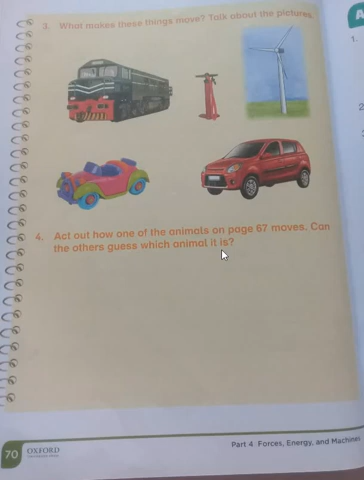 3. What makes these things move? Talk about the pictures
1.
2
4. Act out how one of the animals on page 67 moves. Can
the others guess which animal it is?
70 OXFORD
Part 4 Forces, Energy, and Machines